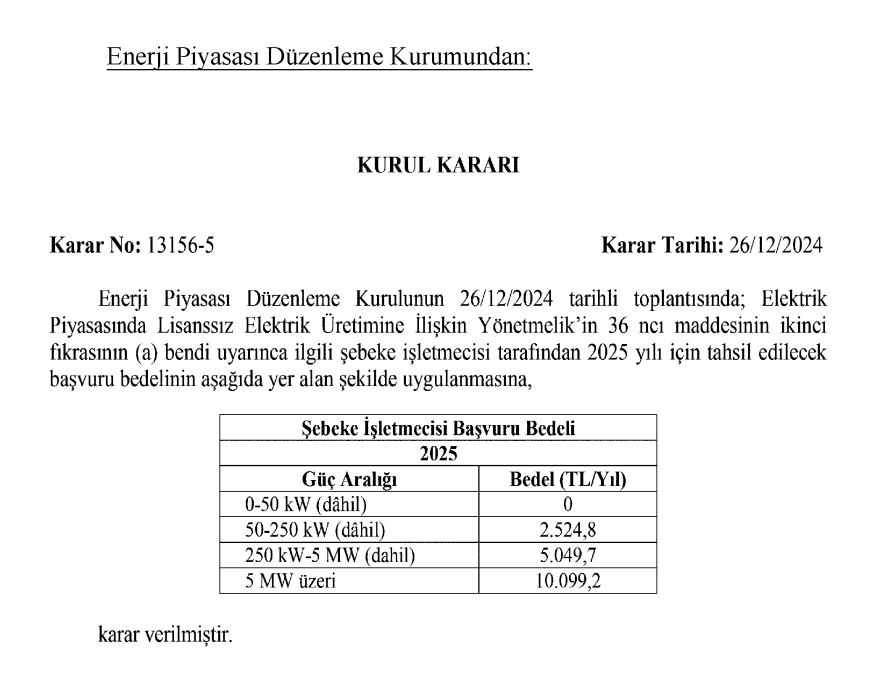 Enerji Piyasası Düzenleme Kurumundan:
KURUL KARARI
Karar No: 13156-5 Karar Tarihi: 26/12/2024
Enerji Piyasası Düzenleme Kurulunun 26/12/2024 tarihli toplantısında; Elektrik
Piyasasında Lisanssız Elektrik Üretimine İlişkin Yönetmelik’in 36 ncı maddesinin ikinci
fıkrasının (a) bendi uyarınca ilgili şebeke işletmecisi tarafından 2025 yılı için tahsil edilecek
başvuru bedelinin aşağıda yer alan şekilde uygulanmasına,
Şebeke İşletmecisi Başvuru Bedeli
2025
Güç Aralığı Bedel (TL/Yıl)
0-50 kW (dâhil) 0
50-250 kW (dâhil) 2.524,8
250 kW-5 MW (dahil) 5.049,7
5 MW üzeri 10.099,2
karar verilmiştir.